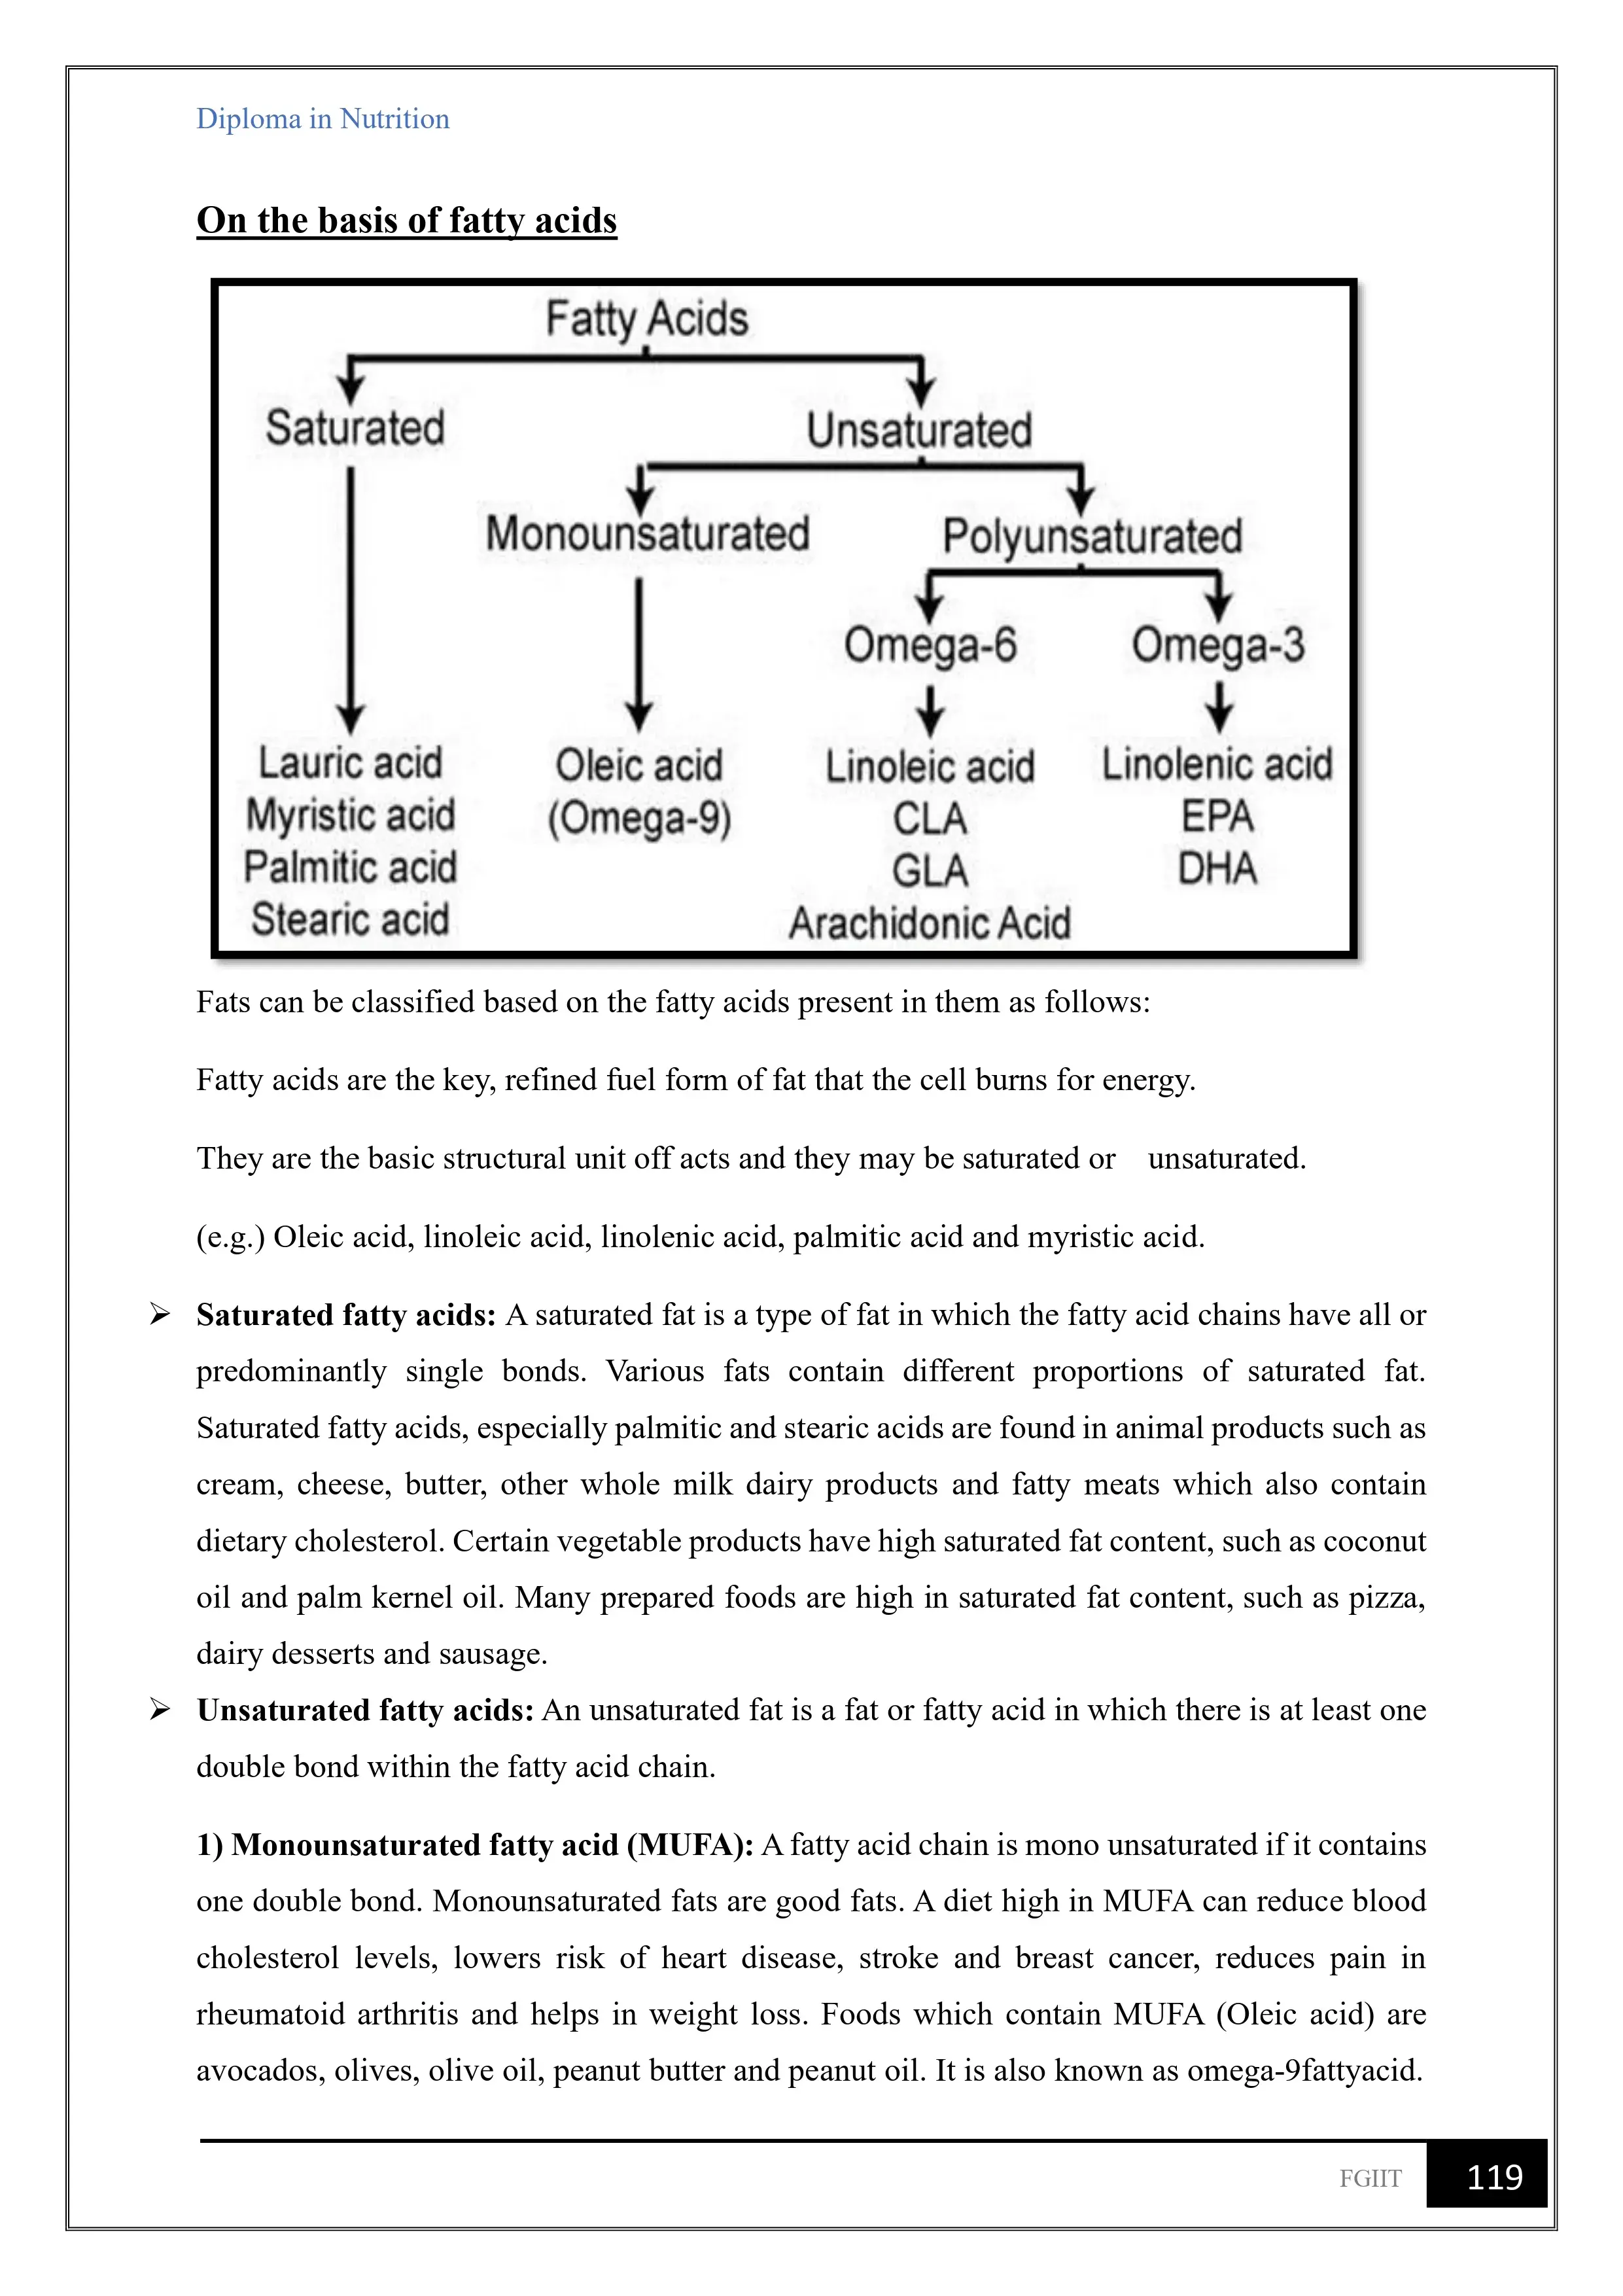 Diploma in Nutrition
On the basis of fatty acids
Fatty Acids
Saturated
Unsaturated
Monounsaturated
Polyunsaturated
Omega-6
Omega-3
Lauric acid
Myristic acid
Palmitic acid
Stearic acid
Oleic acid
(Omega-9)
Linoleic acid
CLA
GLA
Arachidonic Acid
Linolenic acid
EPA
DHA
Fats can be classified based on the fatty acids present in them as follows:
Fatty acids are the key, refined fuel form of fat that the cell burns for energy.
They are the basic structural unit off acts and they may be saturated or unsaturated.
(e.g.) Oleic acid, linoleic acid, linolenic acid, palmitic acid and myristic acid.
➢ Saturated fatty acids: A saturated fat is a type of fat in which the fatty acid chains have all or
predominantly single bonds. Various fats contain different proportions of saturated fat.
Saturated fatty acids, especially palmitic and stearic acids are found in animal products such as
cream, cheese, butter, other whole milk dairy products and fatty meats which also contain
dietary cholesterol. Certain vegetable products have high saturated fat content, such as coconut
oil and palm kernel oil. Many prepared foods are high in saturated fat content, such as pizza,
dairy desserts and sausage.
➢ Unsaturated fatty acids: An unsaturated fat is a fat or fatty acid in which there is at least one
double bond within the fatty acid chain.
1) Monounsaturated fatty acid (MUFA): A fatty acid chain is mono unsaturated if it contains
one double bond. Monounsaturated fats are good fats. A diet high in MUFA can reduce blood
cholesterol levels, lowers risk of heart disease, stroke and breast cancer, reduces pain in
rheumatoid arthritis and helps in weight loss. Foods which contain MUFA (Oleic acid) are
avocados, olives, olive oil, peanut butter and peanut oil. It is also known as omega-9fattyacid.
FGIIT 119